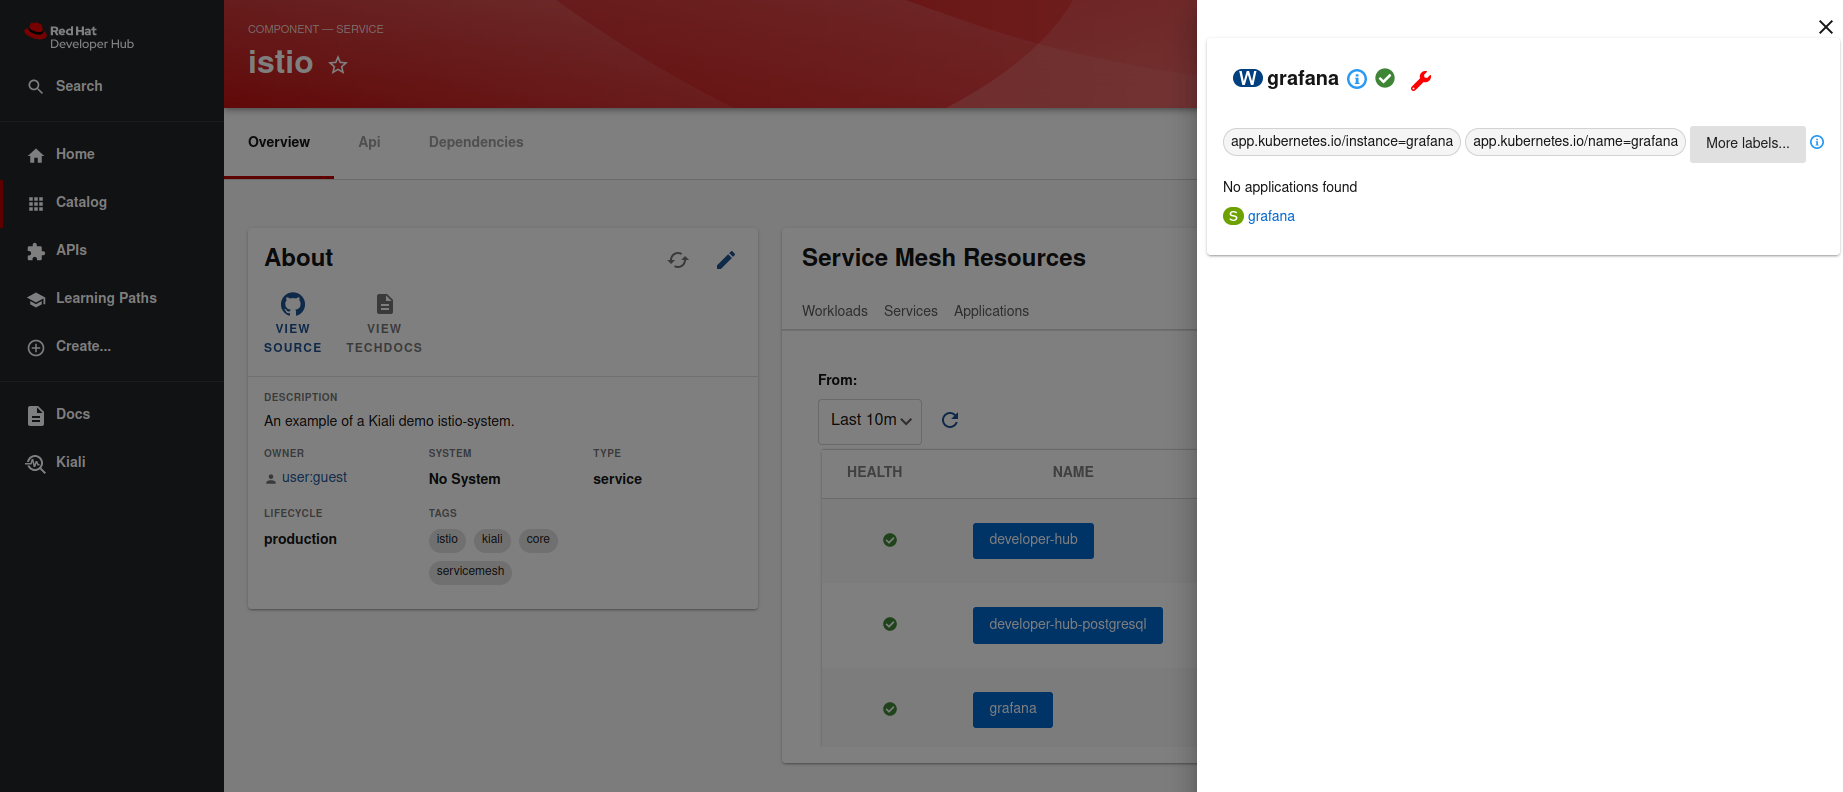 Red Hat
Developer Hub
Search
Home
Catalog
APIs
Learning Paths
Create...
Docs
Kiali
COMPONENT — SERVICE
istio
Overview Api Dependencies
About
VIEW SOURCE
VIEW TECHDOCS
DESCRIPTION
An example of a Kiali demo istio-system.
OWNER SYSTEM TYPE
user:guest No System service
LIFECYCLE TAGS
production istio kiali core
servicemesh
Service Mesh Resources
Workloads Services Applications
From:
Last 10m
HEALTH NAME
developer-hub
developer-hub-postgresql
grafana
W grafana
app.kubernetes.io/instance=grafana app.kubernetes.io/name=grafana More labels...
No applications found
S grafana